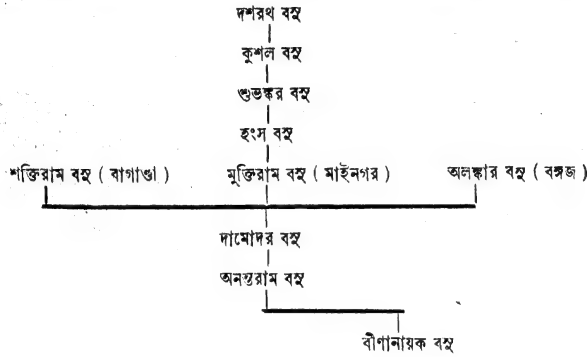 দশরথ বসু
কুশল বসু
শুভঙ্কর বসু
হংস বসু
শক্তিরাম বসু ( বাগাণ্ডা ) মুক্তিরাম বসু ( মাইনগর ) অলঙ্কার বসু ( বঙ্গজ )
দামোদর বসু
অনন্তরাম বসু
বীণানায়ক বসু